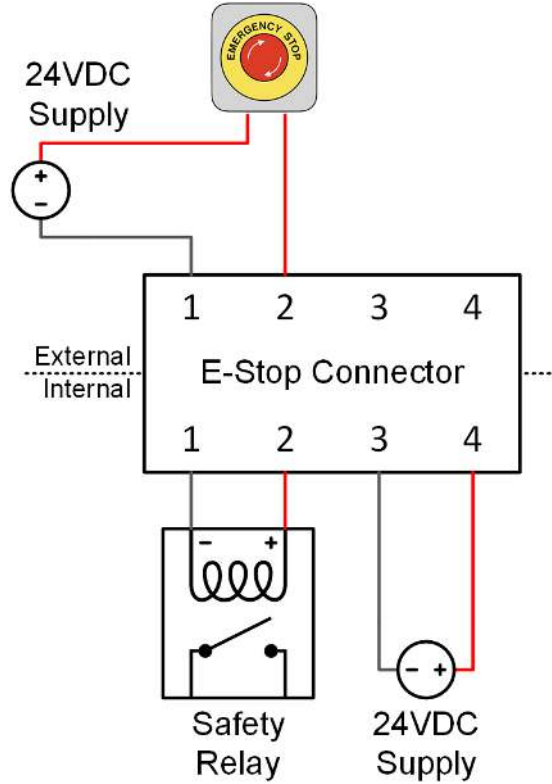 EMERGENCY STOP
24VDC
Supply
+
-
1 2 3 4
External
E-Stop Connector
Internal
1 2 3 4
- +
- +
Safety
Relay
24VDC
Supply